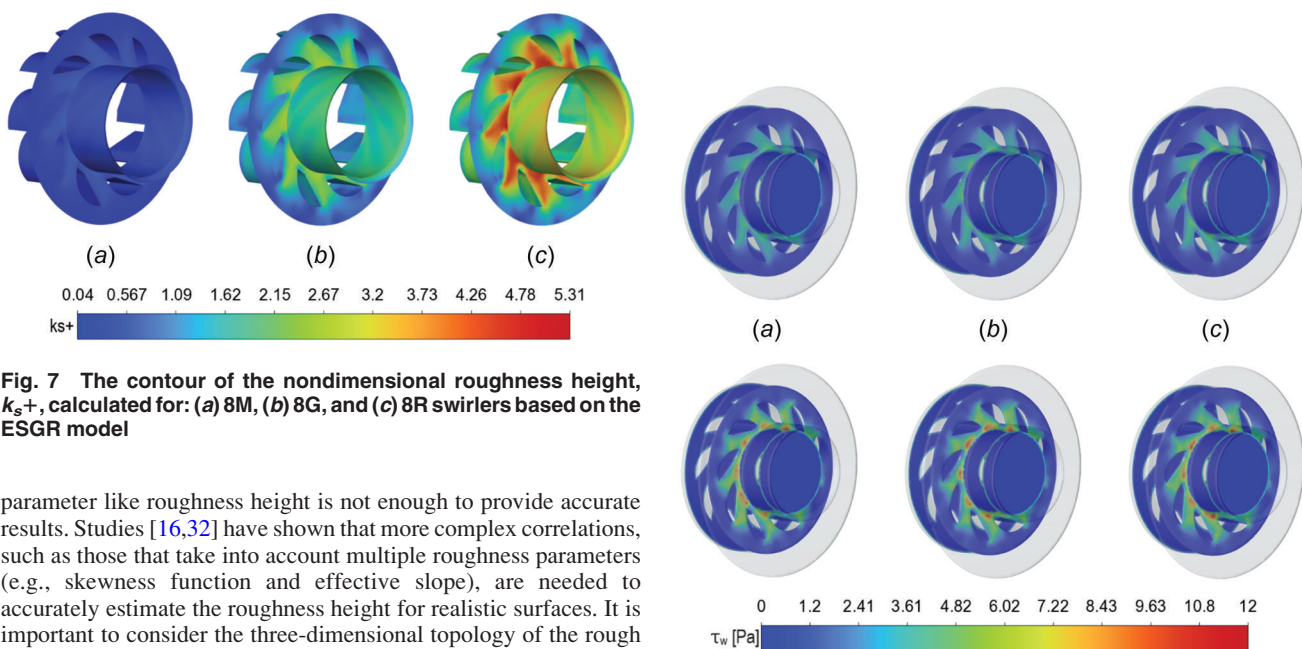 (a)
(b)
(c)
0.04 0.567 1.09 1.62 2.15 2.67 3.2 3.73 4.26 4.78 5.31
ks+
Fig. 7 The contour of the nondimensional roughness height,
ks+, calculated for: (a) 8M, (b) 8G, and (c) 8R swirlers based on the
ESGR model
parameter like roughness height is not enough to provide accurate
results. Studies [16,32] have shown that more complex correlations,
such as those that take into account multiple roughness parameters
(e.g., skewness function and effective slope), are needed to
accurately estimate the roughness height for realistic surfaces. It is
important to consider the three-dimensional topology of the rough
(a)
(b)
(c)
0 1.2 2.41 3.61 4.82 6.02 7.22 8.43 9.63 10.8 12
τw [Pa]